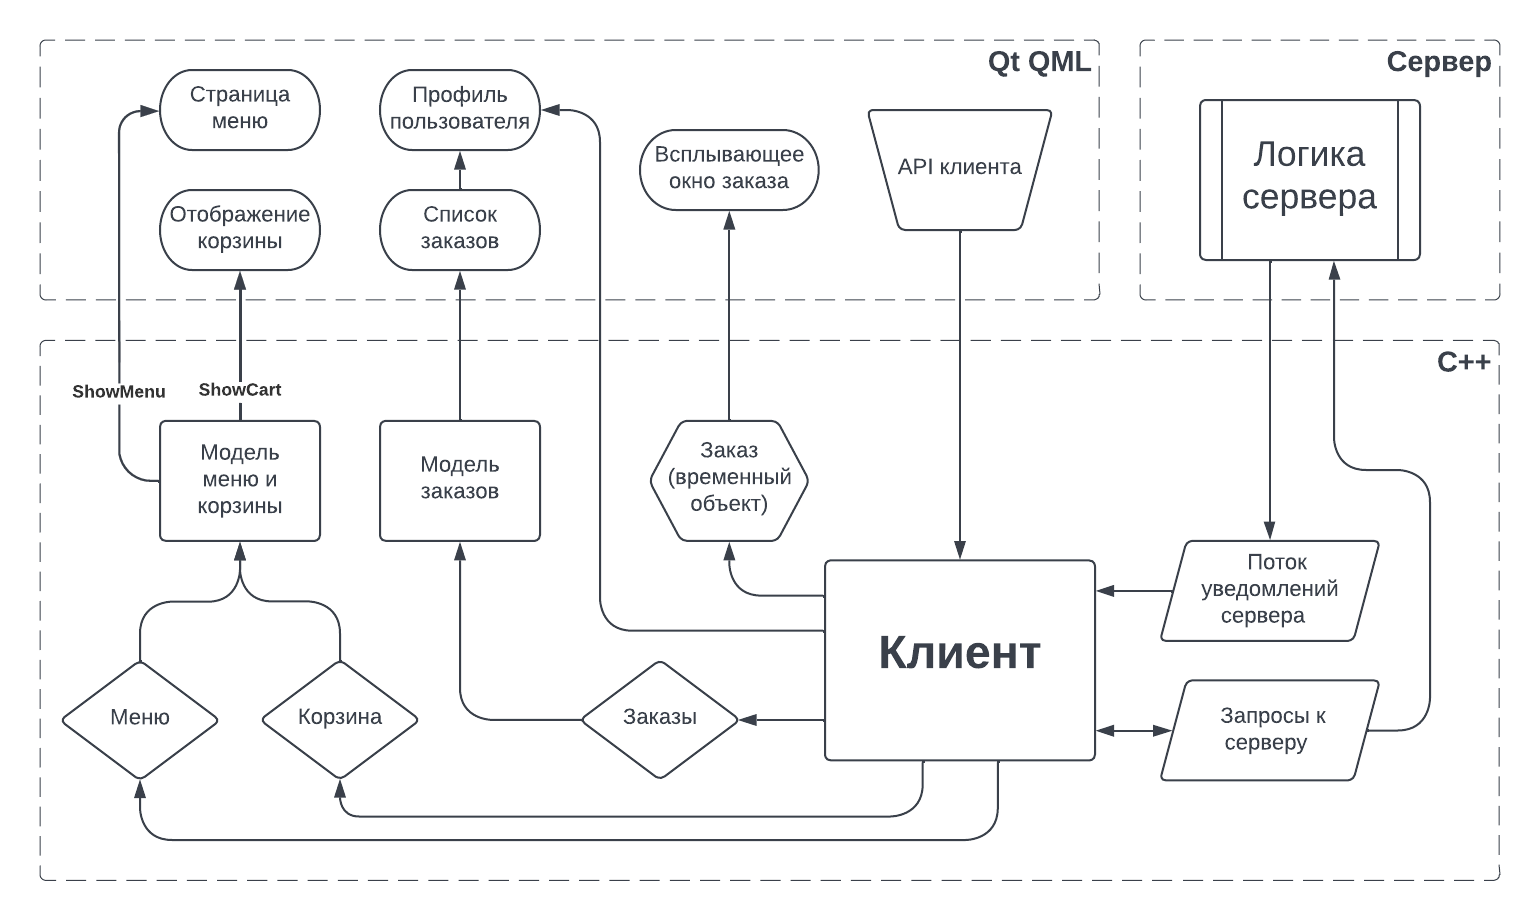 Qt QML
Сервер
Страница
меню
Профиль
пользователя
Всплывающее
окно заказа
API клиента
Логика
сервера
Отображение
корзины
Список
заказов
C++
ShowMenu
ShowCart
Модель
меню и
корзины
Модель
заказов
Заказ
(временный
объект)
Поток
уведомлений
сервера
Клиент
Меню
Корзина
Заказы
Запросы к
серверу